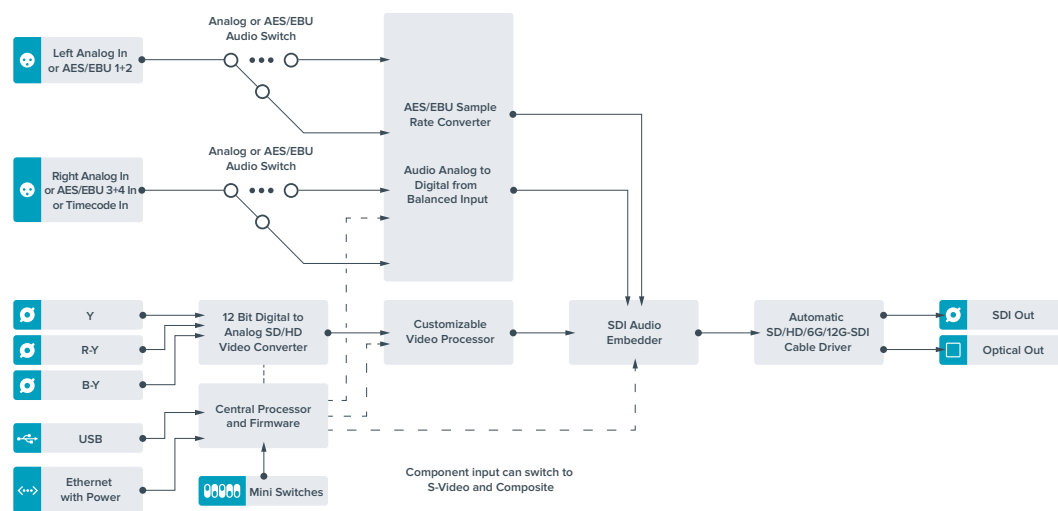 Analog or AES/EBU
Audio Switch
Left Analog In
or AES/EBU 1+2
AES/EBU Sample
Rate Converter
Analog or AES/EBU
Audio Switch
Right Analog In
or AES/EBU 3+4 In
or Timecode In
Audio Analog to
Digital from
Balanced Input
Y
R-Y
B-Y
12 Bit Digital to
Analog SD/HD
Video Converter
Customizable
Video Processor
SDI Audio
Embedder
Automatic
SD/HD/6G/12G-SDI
Cable Driver
SDI Out
Optical Out
Central Processor
and Firmware
USB
Ethernet
with Power
Mini Switches
Component input can switch to
S-Video and Composite